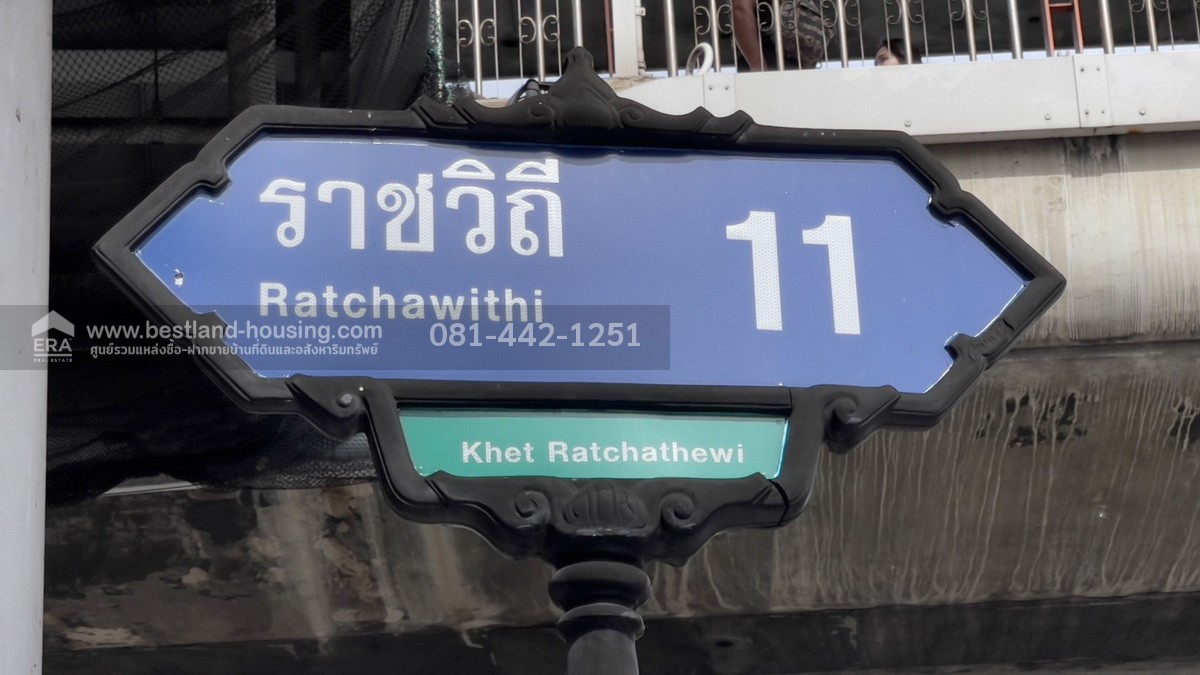 ราชวิถี 11
Ratchawithi
www.bestland-housing.com 081-442-1251
ERA
REAL ESTATE
ศูนย์รวมแหล่งซื้อ-ฝากขายบ้านที่ดินและอสังหาริมทรัพย์
Khet Ratchathewi